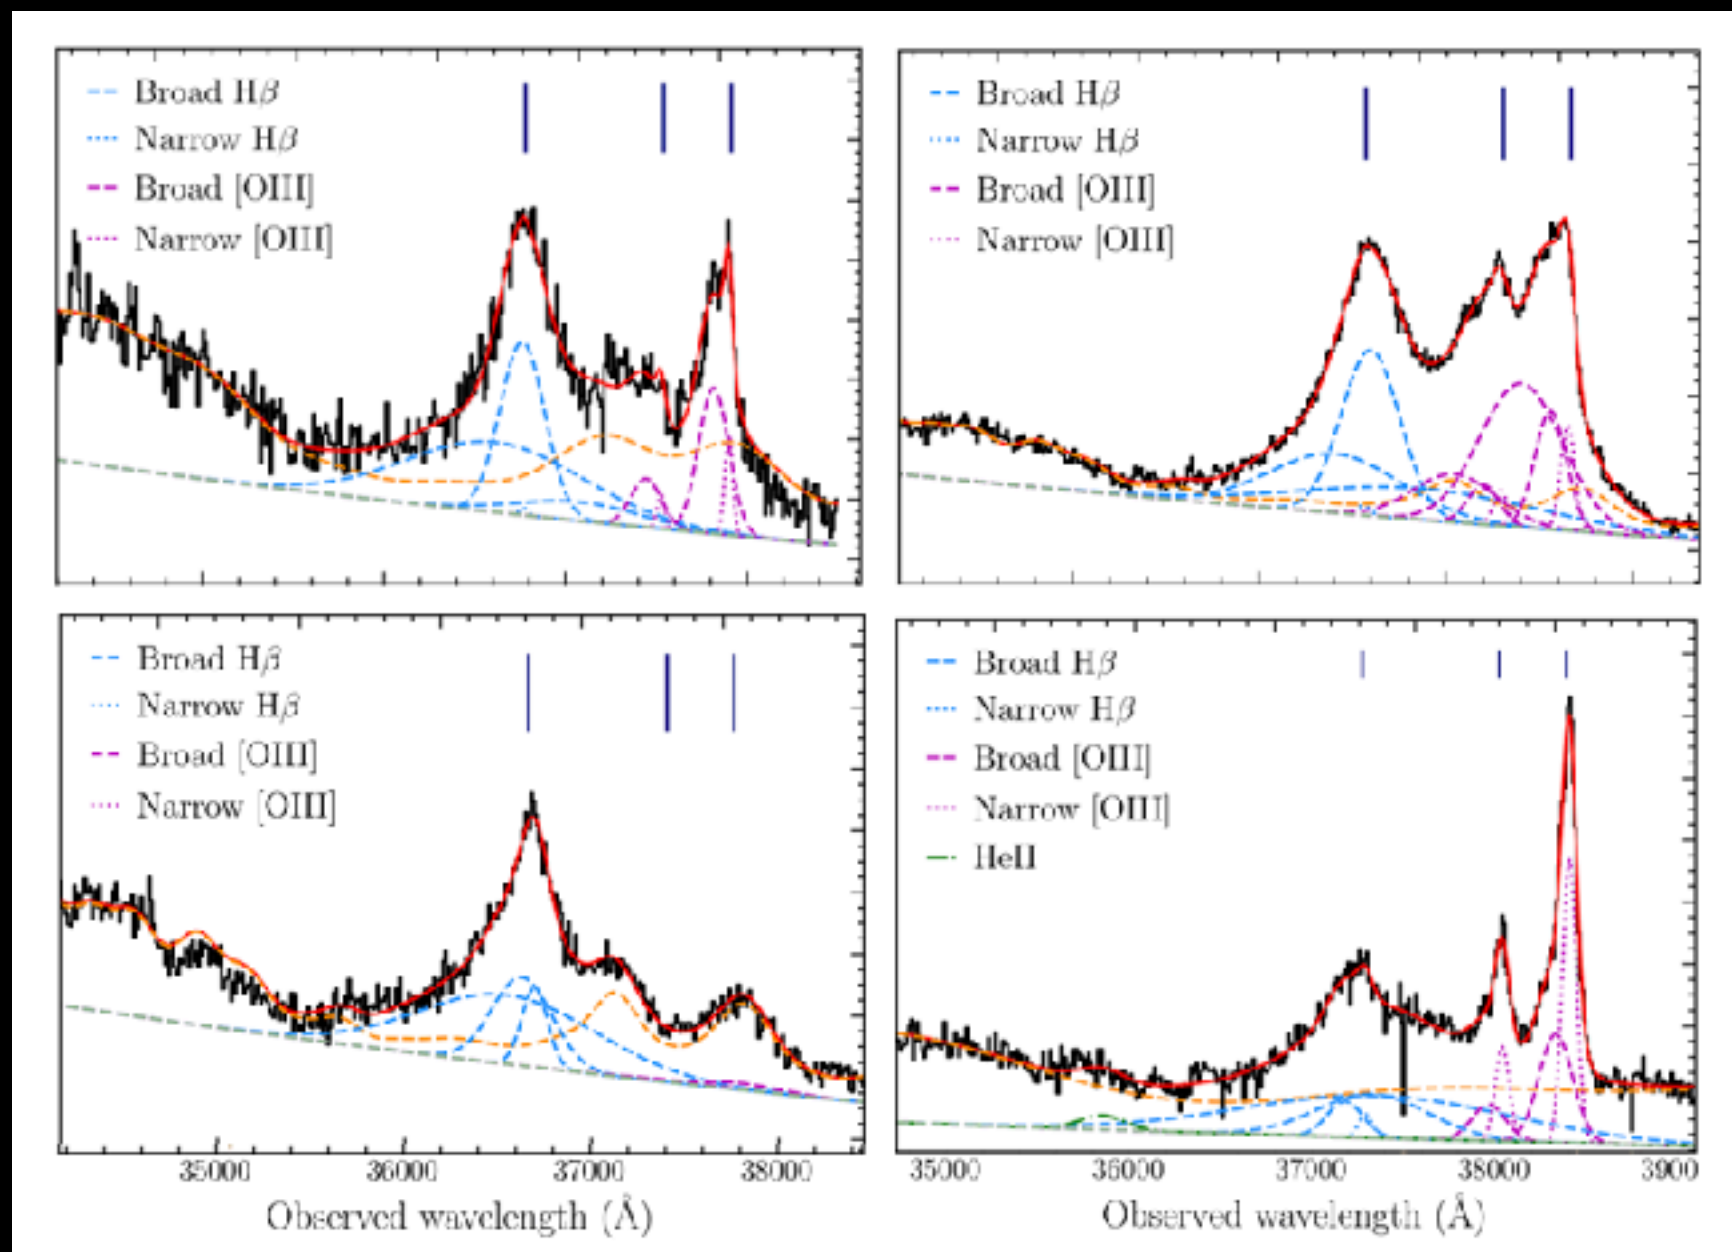 Broad Hβ
Narrow Hβ
Broad [OIII]
Narrow [OIII]
Broad Hβ
Narrow Hβ
Broad [OIII]
Narrow [OIII]
Broad Hβ
Narrow Hβ
Broad [OIII]
Narrow [OIII]
35000 36000 37000 38000
Observed wavelength (Å)
Broad Hβ
Narrow Hβ
Broad [OIII]
Narrow [OIII]
HeII
35000 36000 37000 38000 3900
Observed wavelength (Å)